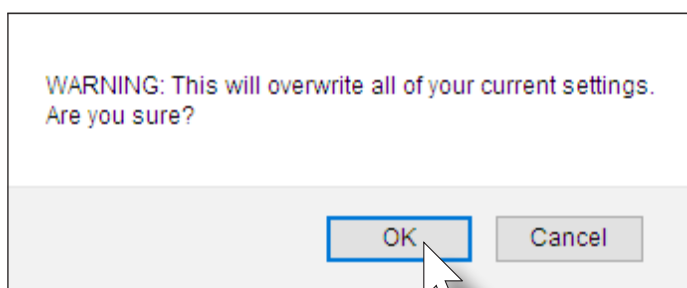 WARNING: This will overwrite all of your current settings.
Are you sure?
OK
Cancel